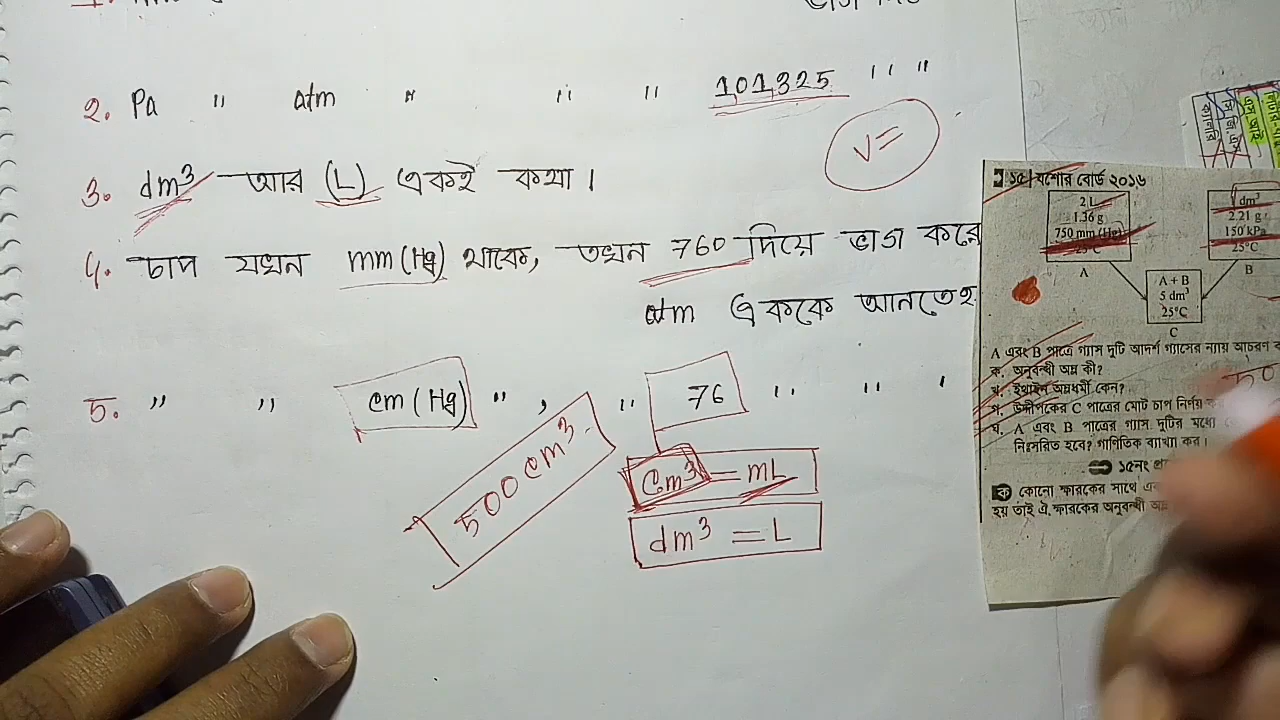 2. Pa " atm " " " 101,325 " "
V =
3. dm³ আর (L) একই কথা।
4. চাপ যখন mm (Hg) থাকে, তখন 760 দিয়ে ভাগ করে
atm এককে আনতে হ
5. " " cm (Hg) " , " 76 " " '
500 cm³
Cm³ = mL
dm³ = L
১৫ যশোর বোর্ড ২০১৬
2 L
1.36 g
750 mm (Hg)
25°C
A
dm³
2.21 g
150 kPa
25°C
B
A + B
5 dm³
25°C
C
A এবং B পাত্রে গ্যাস দুটি আদর্শ গ্যাসের ন্যায় আচরণ
ক. অনুবন্ধী অম্ল কী?
খ. ইথাইন অম্লধর্মী কেন?
গ. উদ্দীপকের C পাত্রের মোট চাপ নির্ণয়
ঘ. A এবং B পাত্রের গ্যাস দুটির মধ্যে
নিঃসরিত হবে? গাণিতিক ব্যাখ্যা কর।
১৫নং
ক কোনো ক্ষারকের সাথে
হয় তাই ঐ ক্ষারকের অনুবন্ধী